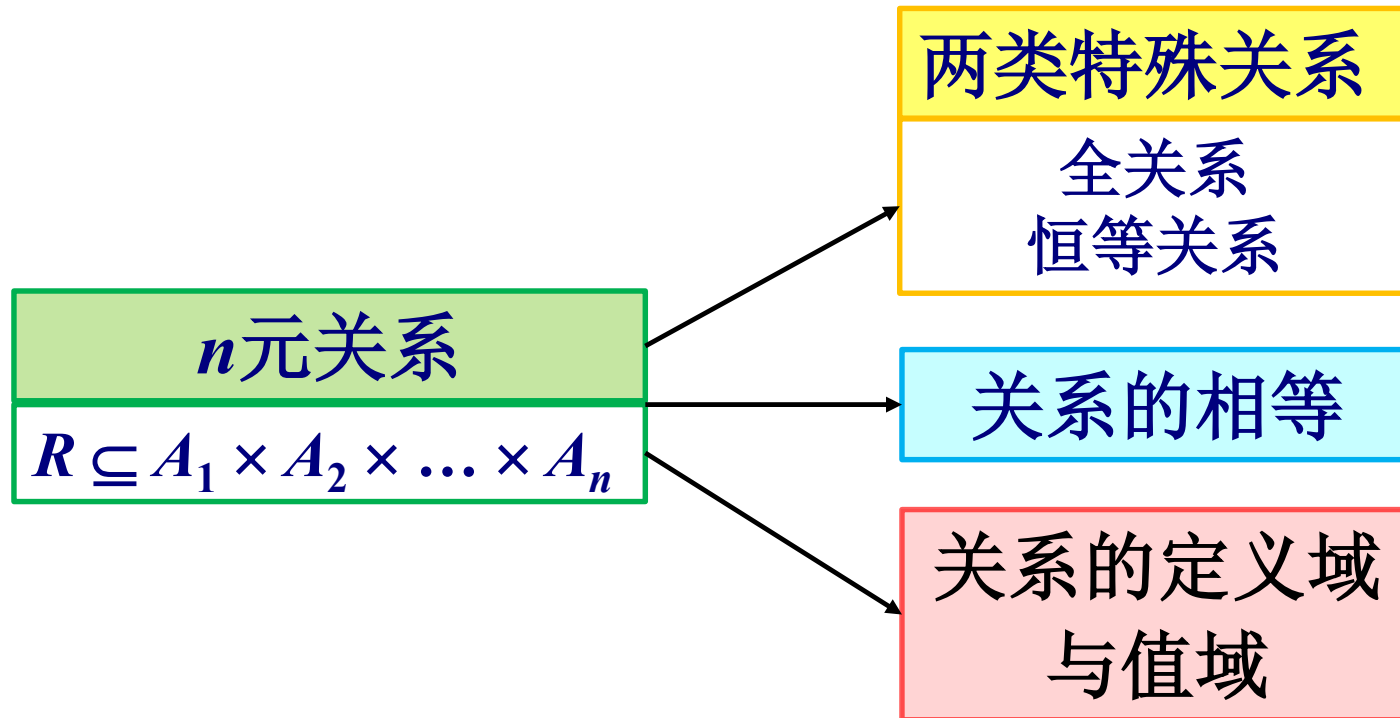 两类特殊关系
全关系
恒等关系
n元关系
R ⊆ A₁ × A₂ × … × Aₙ
关系的相等
关系的定义域
与值域